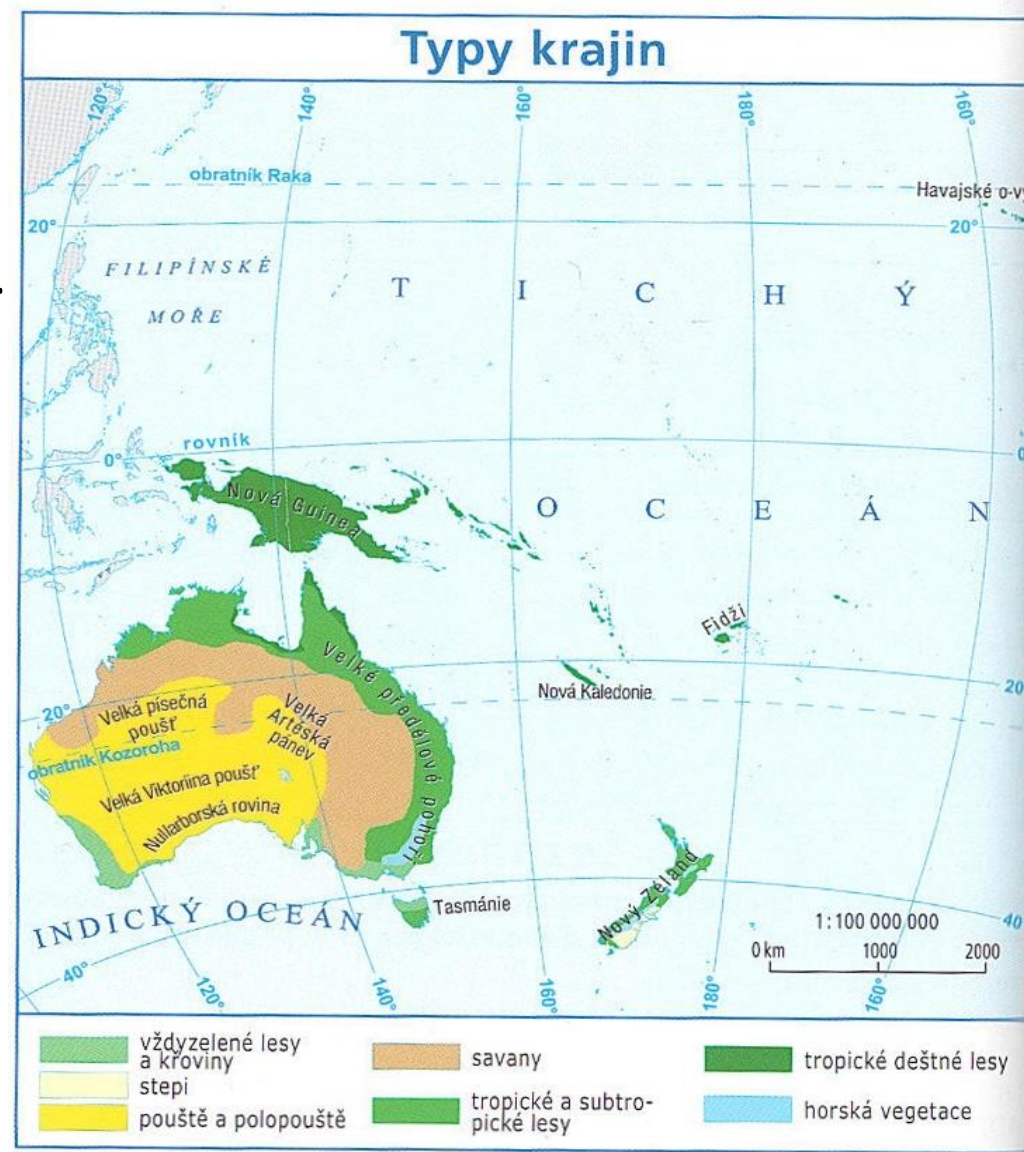 Typy krajin
120°
140°
160°
180°
160°
obratník Raka
Havajské o-vy
20°
20°
FILIPÍNSKÉ
MOŘE
T I C H Ý
rovník
0°
Nová Guinea
O C E Á N
Fidži
Velké předělové pohoří
Nová Kaledonie
20°
20°
Velká písečná
poušť
Velká
Artéská
pánev
obratník Kozoroha
Velká Viktoriina poušť
Nullarborská rovina
Nový Zéland
Tasmánie
INDICKÝ OCEÁN
1:100 000 000
0 km 1000 2000
40°
40
120°
140°
160°
180°
160°
vždyzelené lesy
a křoviny
stepi
pouště a polopouště
savany
tropické a subtro-
pické lesy
tropické deštné lesy
horská vegetace